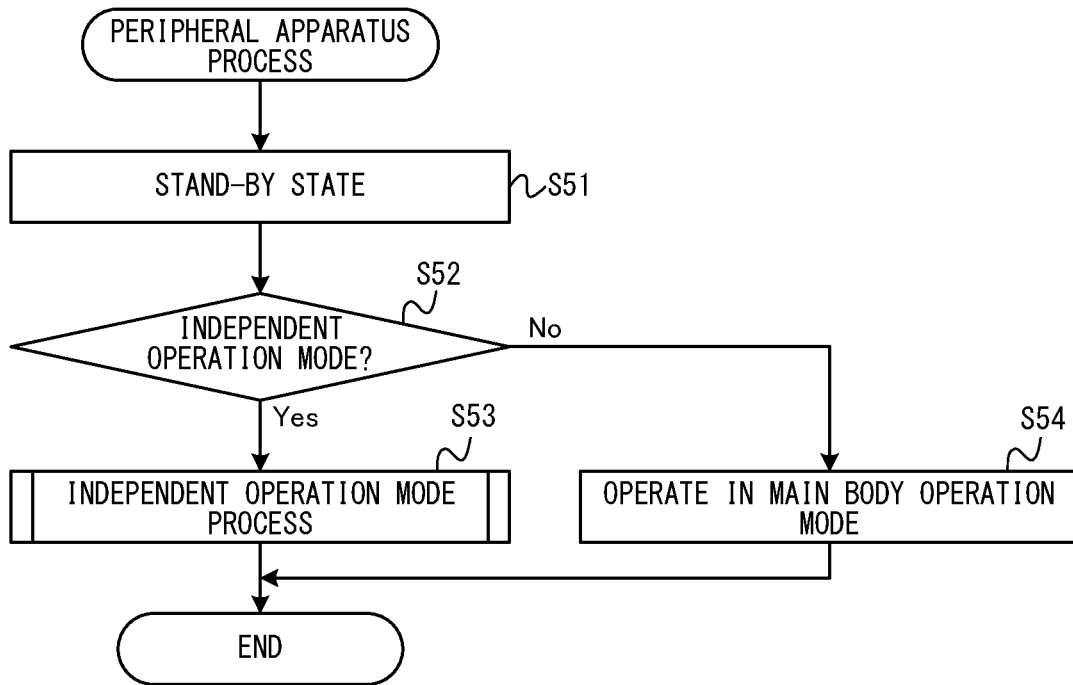 PERIPHERAL APPARATUS
PROCESS
STAND-BY STATE
S51
S52
INDEPENDENT
OPERATION MODE?
No
Yes
S53
S54
INDEPENDENT OPERATION MODE
PROCESS
OPERATE IN MAIN BODY OPERATION
MODE
END